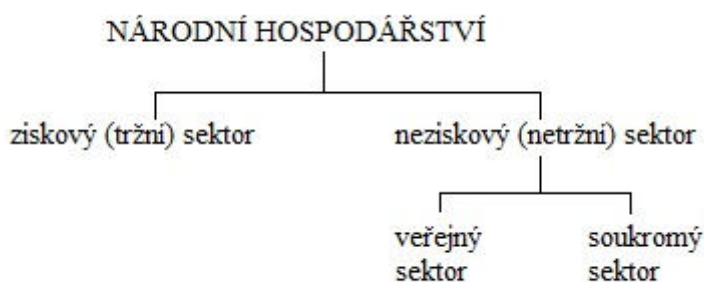 NÁRODNÍ HOSPODÁŘSTVÍ
ziskový (tržní) sektor
neziskový (netržní) sektor
veřejný
sektor
soukromý
sektor